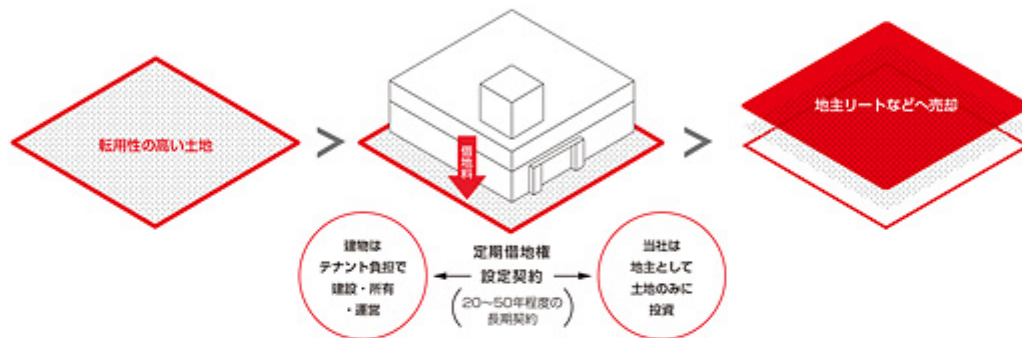 転用性の高い土地
借地料
地主リートなどへ売却
建物は
テナント負担で
建設・所有
・運営
定期借地権
設定契約
(20〜50年程度の
長期契約)
当社は
地主として
土地のみに
投資